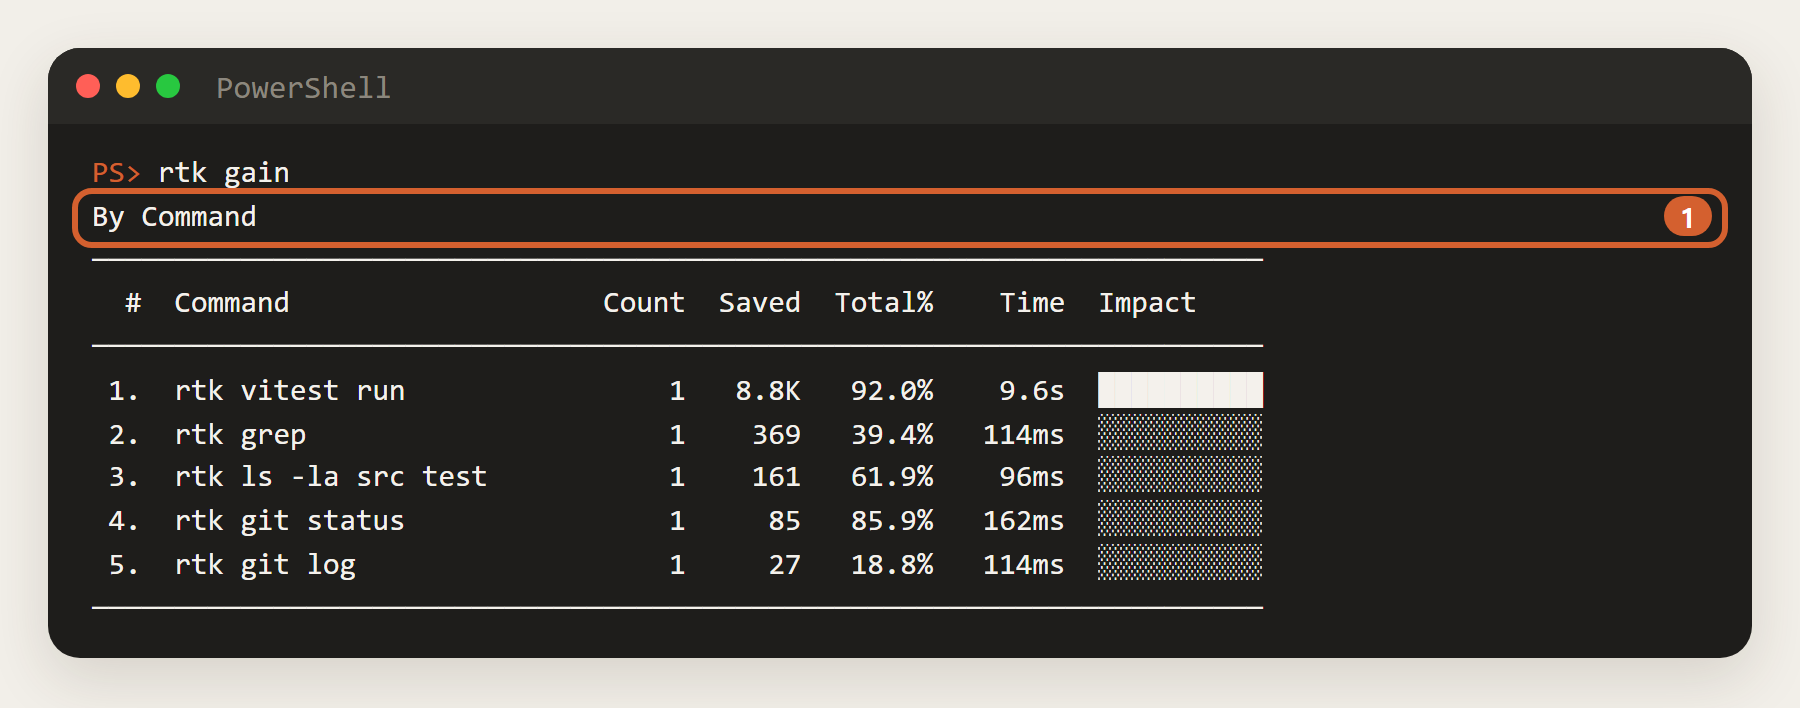 PowerShell
PS> rtk gain
By Command 1
# Command Count Saved Total% Time Impact
1. rtk vitest run 1 8.8K 92.0% 9.6s
2. rtk grep 1 369 39.4% 114ms
3. rtk ls -la src test 1 161 61.9% 96ms
4. rtk git status 1 85 85.9% 162ms
5. rtk git log 1 27 18.8% 114ms